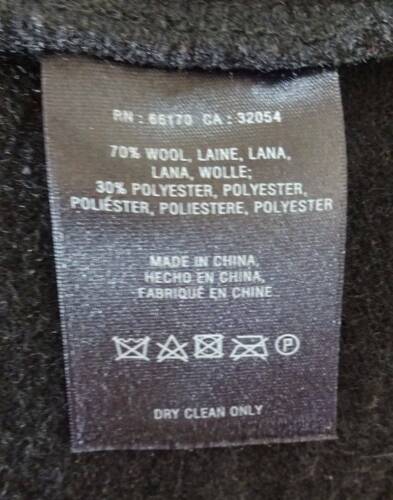 RN : 66170 CA : 32054
70% WOOL, LAINE, LANA,
LANA, WOLLE;
30% POLYESTER, POLYESTER,
POLIÉSTER, POLIESTERE, POLYESTER
MADE IN CHINA,
HECHO EN CHINA,
FABRIQUÉ EN CHINE
P
DRY CLEAN ONLY